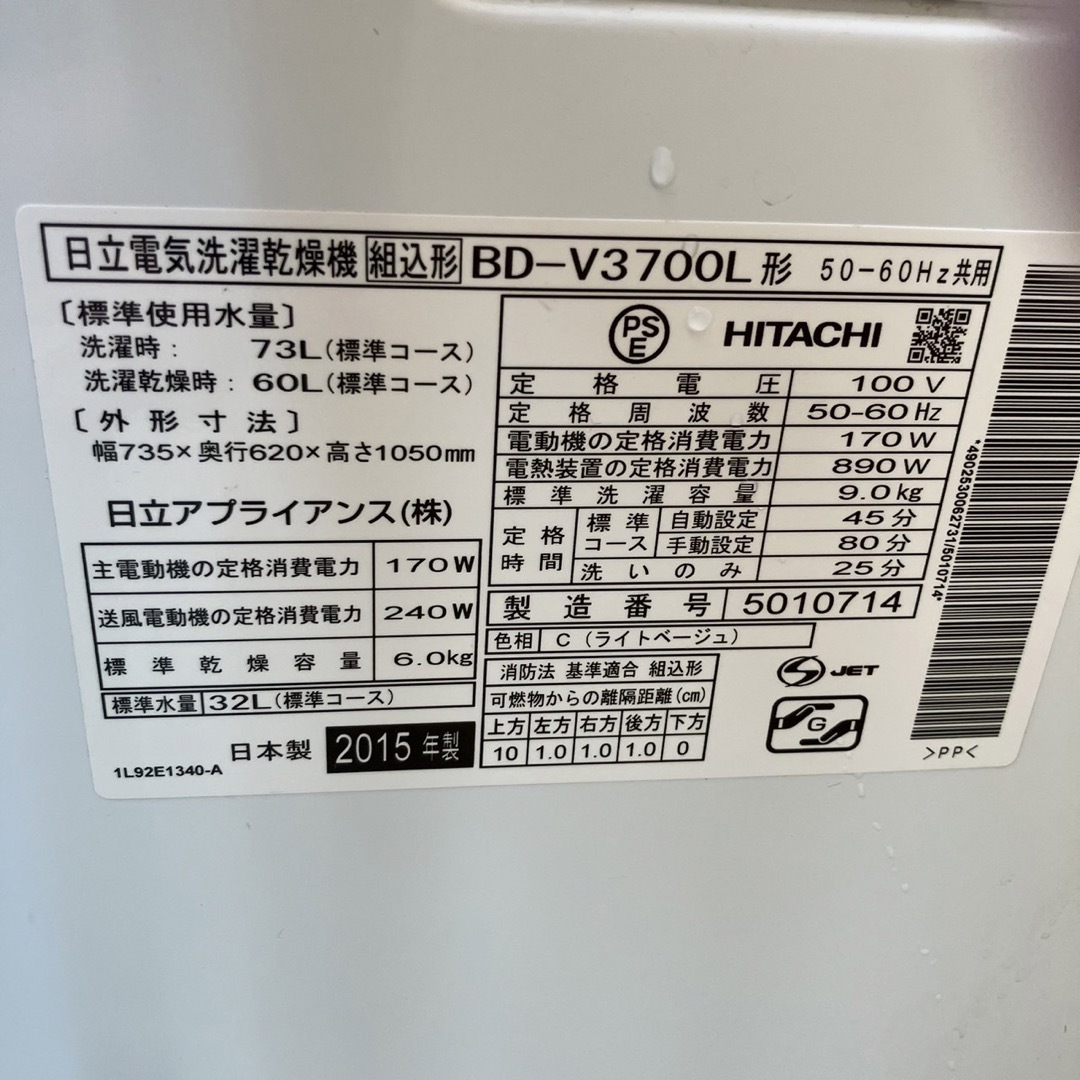 日立電気洗濯乾燥機 組込形 BD-V3700L形 50-60Hz共用
〔標準使用水量〕
洗濯時: 73L(標準コース)
洗濯乾燥時: 60L(標準コース)
〔外形寸法〕
幅735×奥行620×高さ1050mm
日立アプライアンス(株)
主電動機の定格消費電力 170W
送風電動機の定格消費電力 240W
標準乾燥容量 6.0kg
標準水量 32L(標準コース)
日本製 2015年製
1L92E1340-A
PSE HITACHI
定格電圧 100V
定格周波数 50-60Hz
電動機の定格消費電力 170W
電熱装置の定格消費電力 890W
標準洗濯容量 9.0kg
定格時間 標準コース 自動設定 45分
手動設定 80分
洗いのみ 25分
製造番号 5010714
色相 C(ライトベージュ)
消防法 基準適合 組込形
可燃物からの離隔距離(cm)
上方 左方 右方 後方 下方
10 1.0 1.0 1.0 0
S JET
G
*4902530062731/5010714*
>PP<